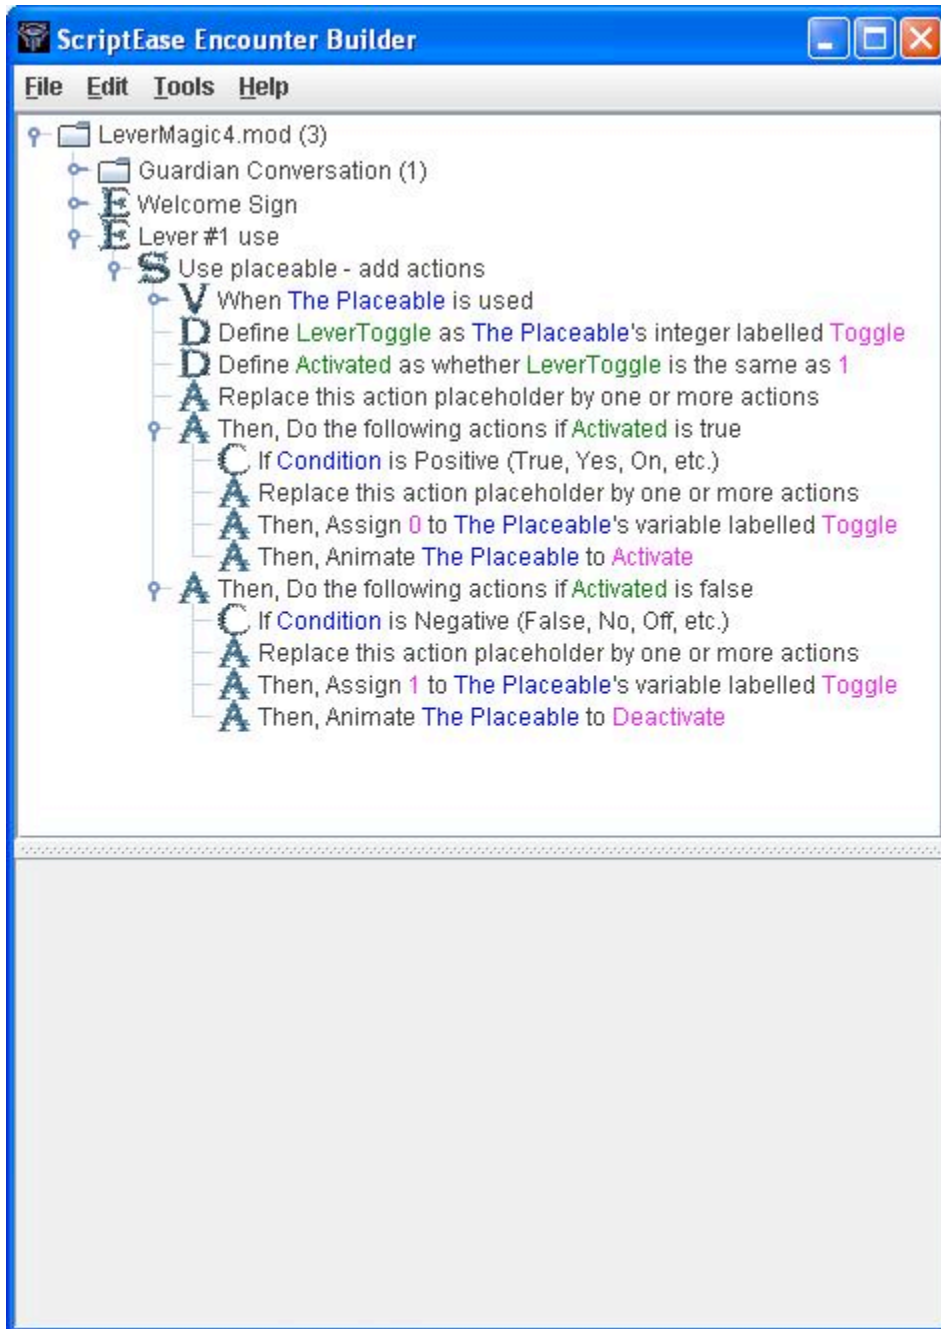 ScriptEase Encounter Builder
File Edit Tools Help
LeverMagic4.mod (3)
Guardian Conversation (1)
E Welcome Sign
E Lever #1 use
S Use placeable - add actions
V When The Placeable is used
D Define LeverToggle as The Placeable's integer labelled Toggle
D Define Activated as whether LeverToggle is the same as 1
A Replace this action placeholder by one or more actions
A Then, Do the following actions if Activated is true
C If Condition is Positive (True, Yes, On, etc.)
A Replace this action placeholder by one or more actions
A Then, Assign 0 to The Placeable's variable labelled Toggle
A Then, Animate The Placeable to Activate
A Then, Do the following actions if Activated is false
C If Condition is Negative (False, No, Off, etc.)
A Replace this action placeholder by one or more actions
A Then, Assign 1 to The Placeable's variable labelled Toggle
A Then, Animate The Placeable to Deactivate